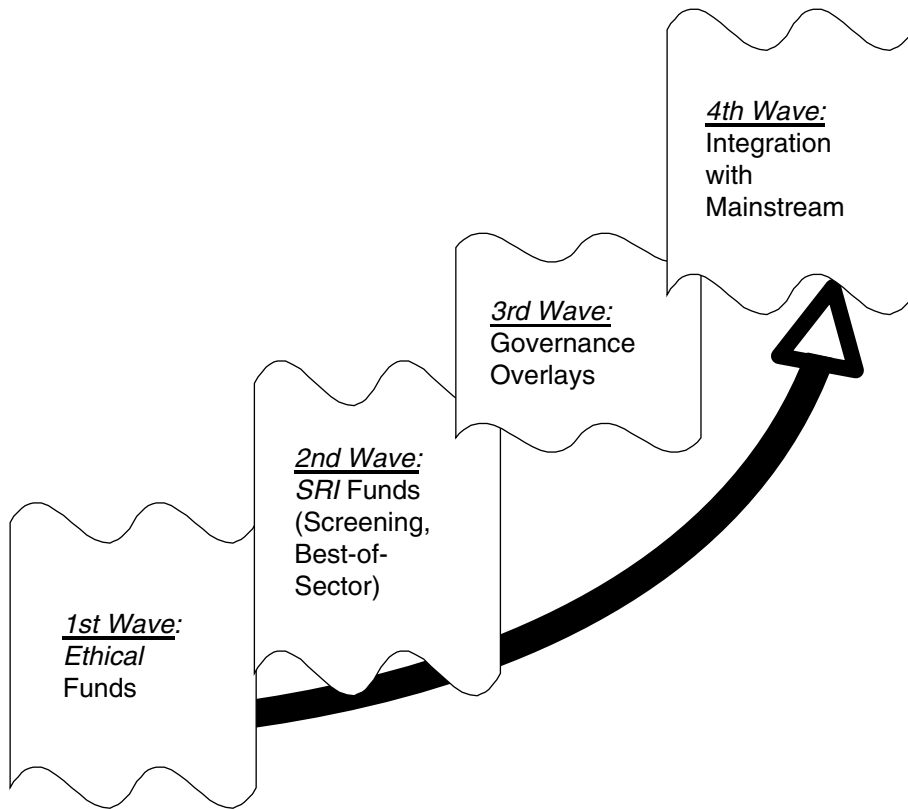 1st Wave:
Ethical
Funds
2nd Wave:
SRI Funds
(Screening,
Best-of-
Sector)
3rd Wave:
Governance
Overlays
4th Wave:
Integration
with
Mainstream